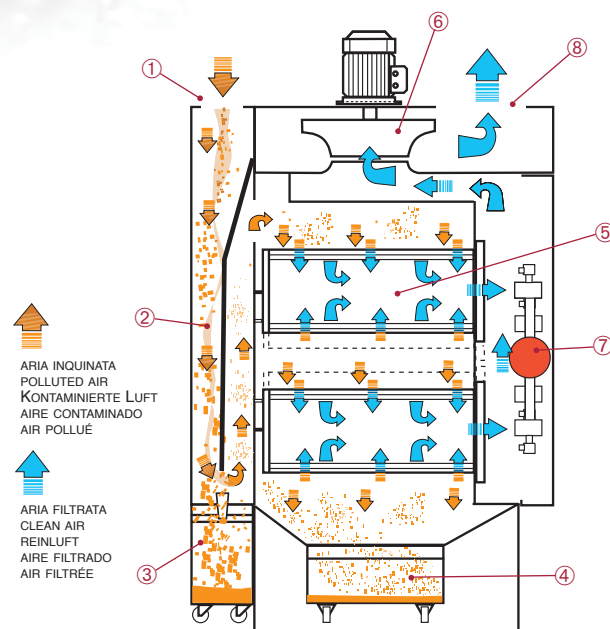 ①
⑥
⑧
⑤
②
⑦
ARIA INQUINATA
POLLUTED AIR
KONTAMINIERTE LUFT
AIRE CONTAMINADO
AIR POLLUÉ
ARIA FILTRATA
CLEAN AIR
REINLUFT
AIRE FILTRADO
AIR FILTRÉE
③
④